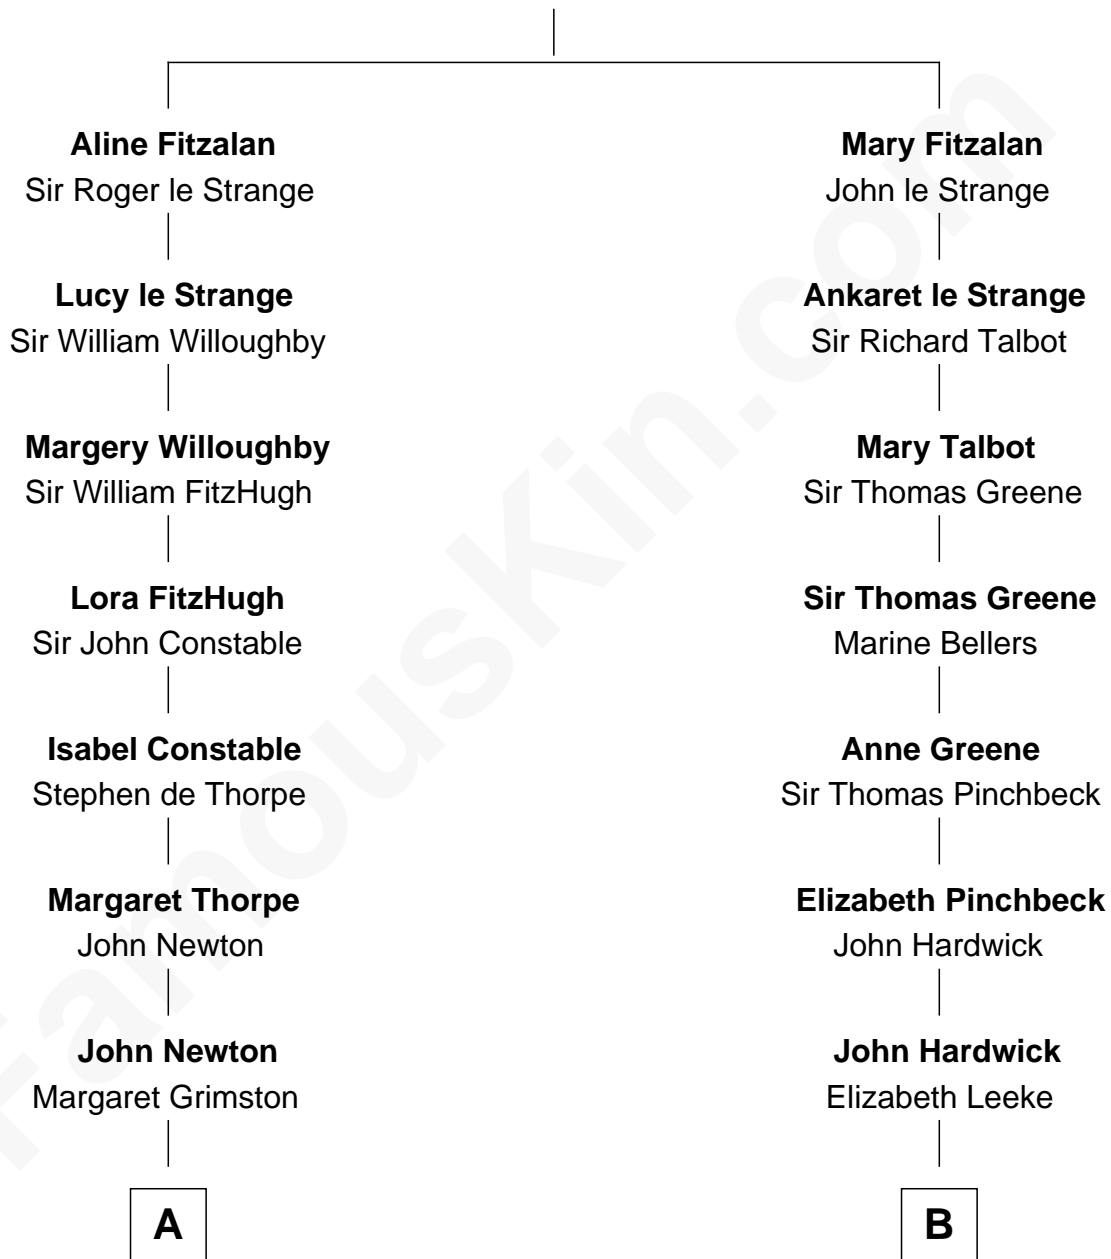 Aline Fitzalan
Sir Roger le Strange
Lucy le Strange
Sir William Willoughby
Margery Willoughby
Sir William FitzHugh
Lora FitzHugh
Sir John Constable
Isabel Constable
Stephen de Thorpe
Margaret Thorpe
John Newton
John Newton
Margaret Grimston
A
Mary Fitzalan
John le Strange
Ankaret le Strange
Sir Richard Talbot
Mary Talbot
Sir Thomas Greene
Sir Thomas Greene
Marine Bellers
Anne Greene
Sir Thomas Pinchbeck
Elizabeth Pinchbeck
John Hardwick
John Hardwick
Elizabeth Leeke
B
FamousKin.com